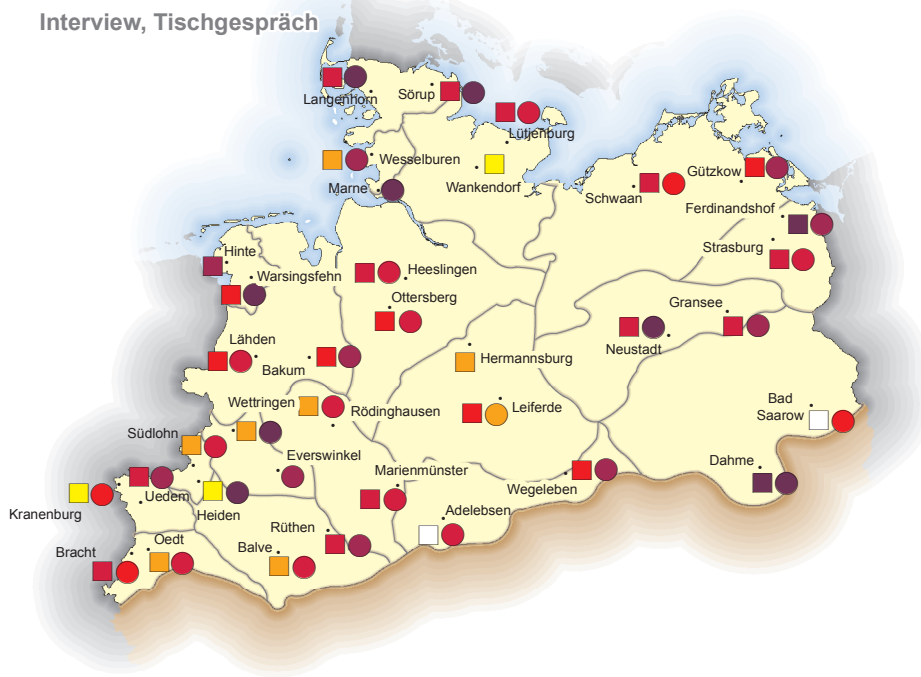 Interview, Tischgespräch
Langenhorn
Sörup
Lütjenburg
Wesselburen
Wankendorf
Marne
Gützkow
Schwaan
Ferdinandshof
Strasburg
Hinte
Warsingsfehn
Heeslingen
Ottersberg
Gransee
Neustadt
Lähden
Bakum
Hermannsburg
Wettringen
Rödinghausen
Leiferde
Bad
Saarow
Südlohn
Everswinkel
Marienmünster
Dahme
Wegeleben
Uedem
Kranenburg
Heiden
Adelebsen
Rüthen
Bracht
Oedt
Balve